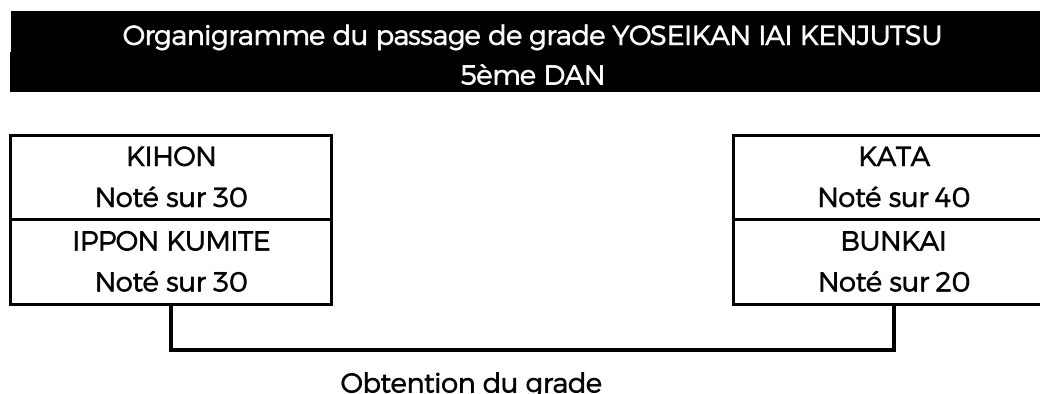 Organigramme du passage de grade YOSEIKAN IAI KENJUTSU
5ème DAN
KIHON
Noté sur 30
IPPON KUMITE
Noté sur 30
KATA
Noté sur 40
BUNKAI
Noté sur 20
Obtention du grade